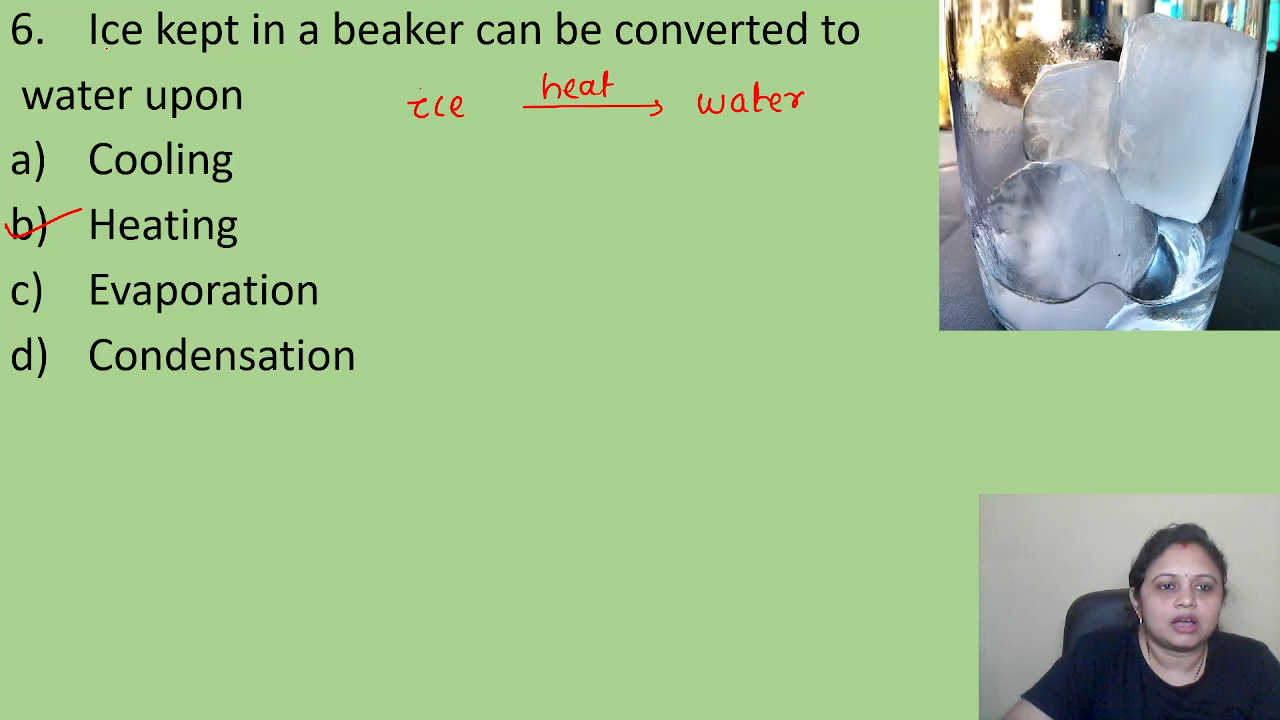 6. Ice kept in a beaker can be converted to
water upon
ice heat water
a) Cooling
b) Heating
c) Evaporation
d) Condensation